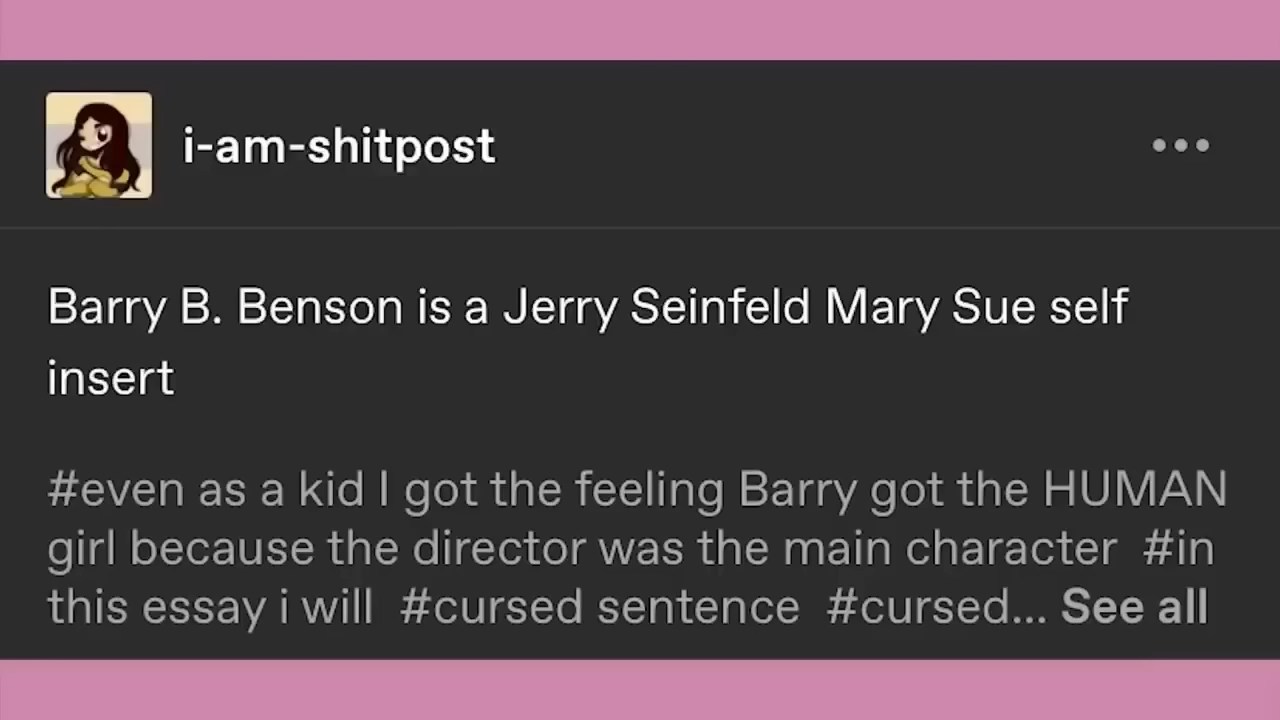 i-am-shitpost
Barry B. Benson is a Jerry Seinfeld Mary Sue self
insert
#even as a kid I got the feeling Barry got the HUMAN
girl because the director was the main character #in
this essay i will #cursed sentence #cursed... See all